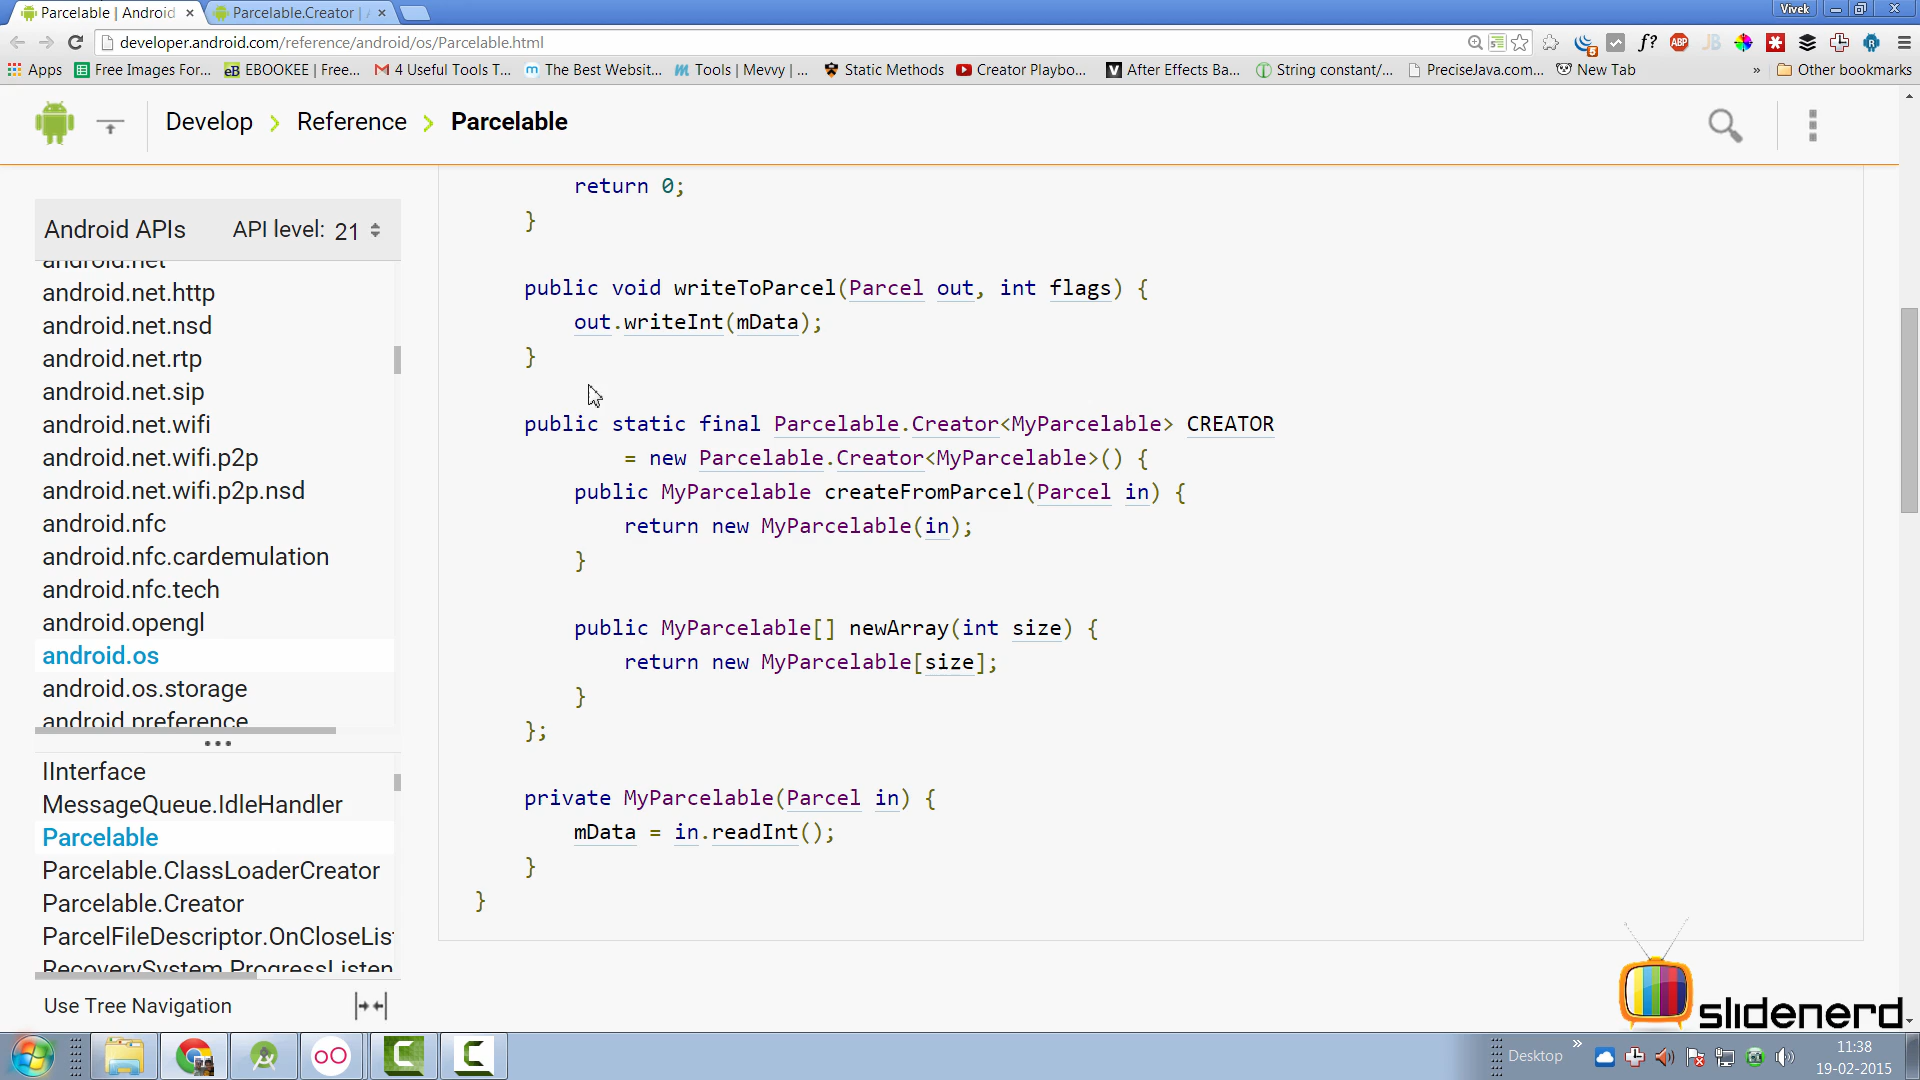 Parcelable | Android
Parcelable.Creator |
Vivek
developer.android.com/reference/android/os/Parcelable.html
Apps
Free Images For...
EBOOKEE | Free...
4 Useful Tools T...
The Best Websit...
Tools | Mevvy | ...
Static Methods
Creator Playbo...
After Effects Ba...
String constant/...
PreciseJava.com...
New Tab
»
Other bookmarks
Develop > Reference > Parcelable
Android APIs
API level: 21
android.net
android.net.http
android.net.nsd
android.net.rtp
android.net.sip
android.net.wifi
android.net.wifi.p2p
android.net.wifi.p2p.nsd
android.nfc
android.nfc.cardemulation
android.nfc.tech
android.opengl
android.os
android.os.storage
android.preference
IInterface
MessageQueue.IdleHandler
Parcelable
Parcelable.ClassLoaderCreator
Parcelable.Creator
ParcelFileDescriptor.OnCloseList
RecoverySystem.ProgressListen
Use Tree Navigation
return 0;
}
public void writeToParcel(Parcel out, int flags) {
out.writeInt(mData);
}
public static final Parcelable.Creator<MyParcelable> CREATOR
= new Parcelable.Creator<MyParcelable>() {
public MyParcelable createFromParcel(Parcel in) {
return new MyParcelable(in);
}
public MyParcelable[] newArray(int size) {
return new MyParcelable[size];
}
};
private MyParcelable(Parcel in) {
mData = in.readInt();
}
}
slidenerd
Desktop
»
11:38
19-02-2015